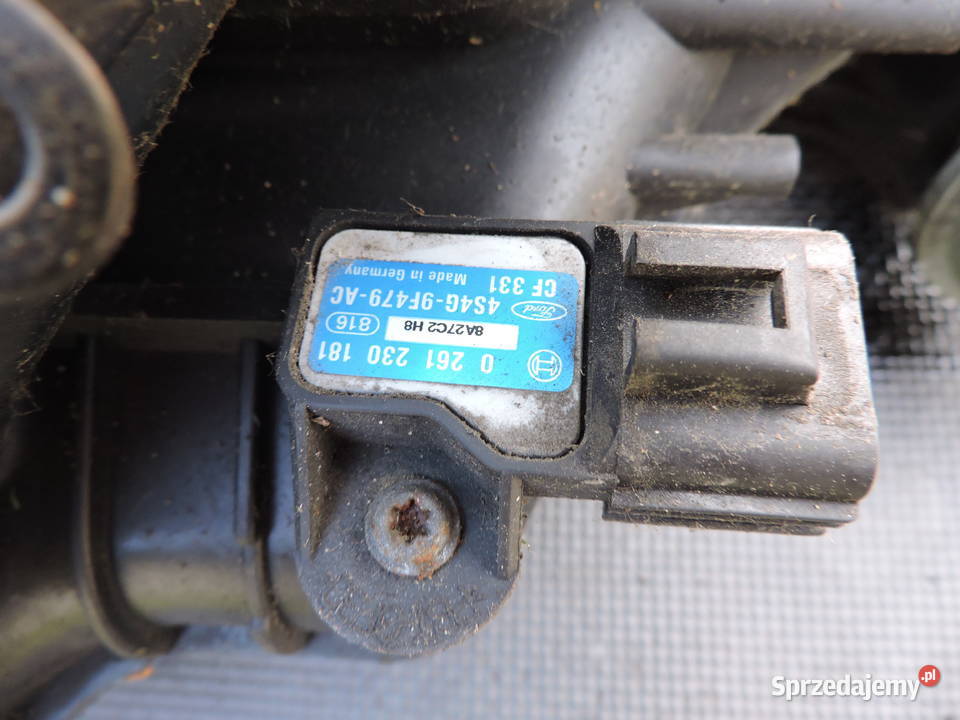 0 261 230 181
8A27C2 H8
816
Ford
4S4G-9F479-AC
CF 331
Made in Germany
Sprzedajemy.pl